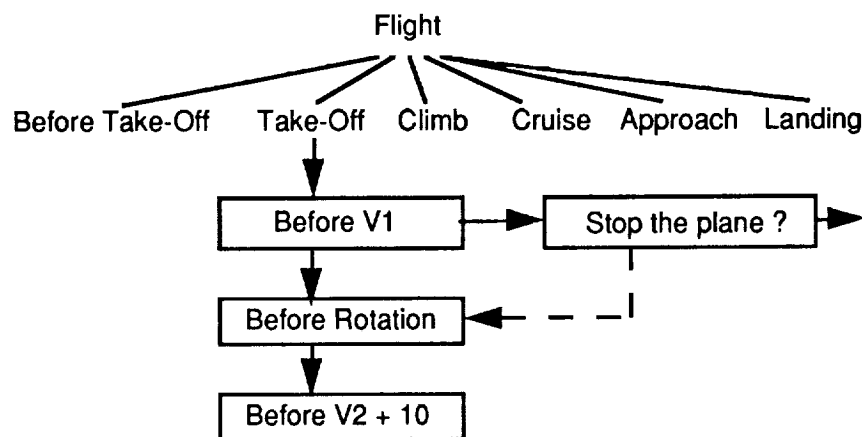 Flight
Before Take-Off Take-Off Climb Cruise Approach Landing
Before V1 Stop the plane ?
Before Rotation
Before V2 + 10